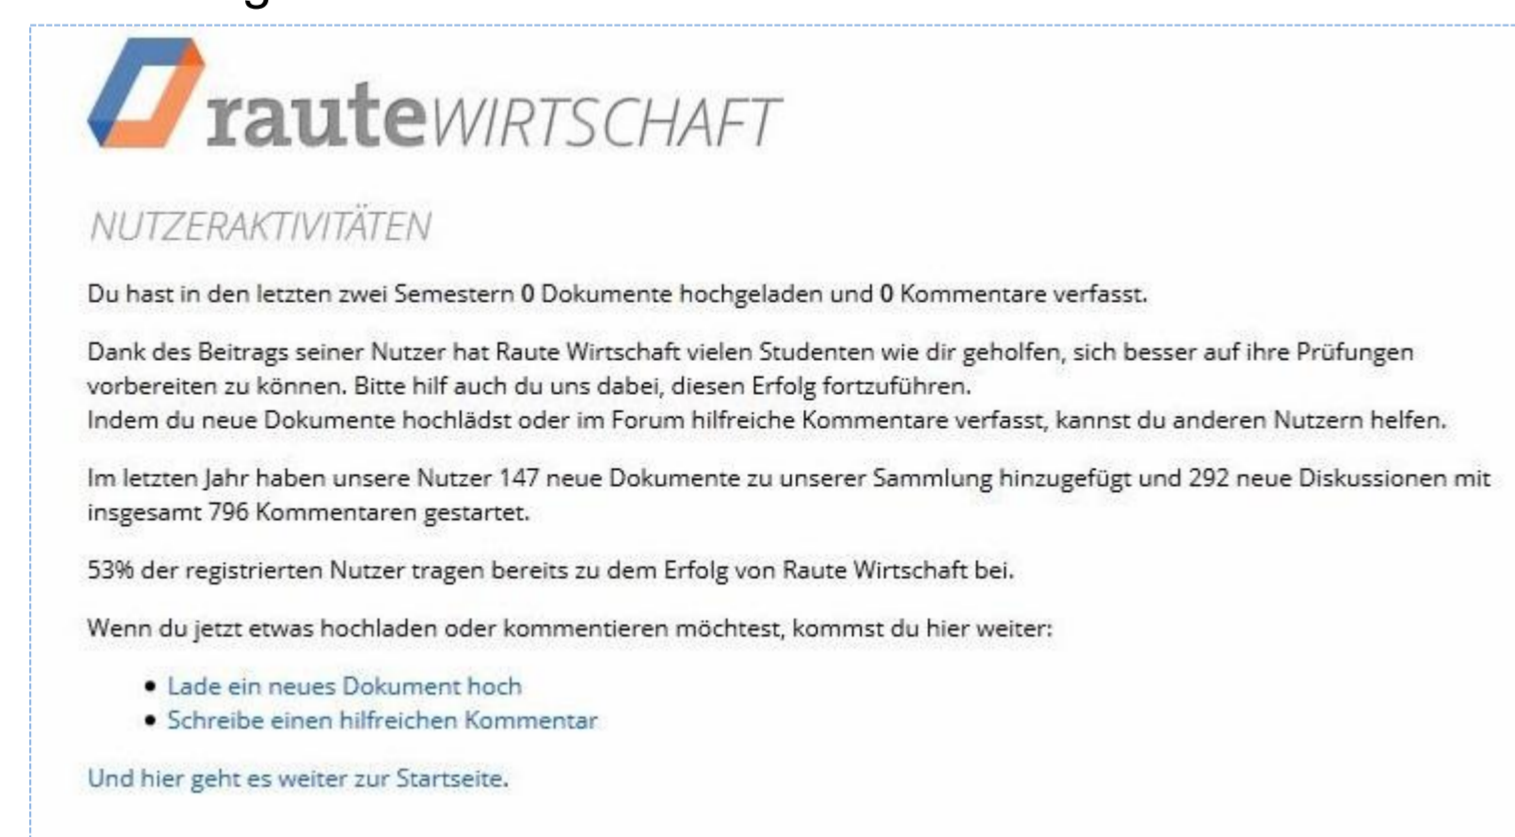 rauteWIRTSCHAFT
NUTZERAKTIVITÄTEN
Du hast in den letzten zwei Semestern 0 Dokumente hochgeladen und 0 Kommentare verfasst.
Dank des Beitrags seiner Nutzer hat Raute Wirtschaft vielen Studenten wie dir geholfen, sich besser auf ihre Prüfungen
vorbereiten zu können. Bitte hilf auch du uns dabei, diesen Erfolg fortzuführen.
Indem du neue Dokumente hochlädst oder im Forum hilfreiche Kommentare verfasst, kannst du anderen Nutzern helfen.
Im letzten Jahr haben unsere Nutzer 147 neue Dokumente zu unserer Sammlung hinzugefügt und 292 neue Diskussionen mit
insgesamt 796 Kommentaren gestartet.
53% der registrierten Nutzer tragen bereits zu dem Erfolg von Raute Wirtschaft bei.
Wenn du jetzt etwas hochladen oder kommentieren möchtest, kommst du hier weiter:
• Lade ein neues Dokument hoch
• Schreibe einen hilfreichen Kommentar
Und hier geht es weiter zur Startseite.